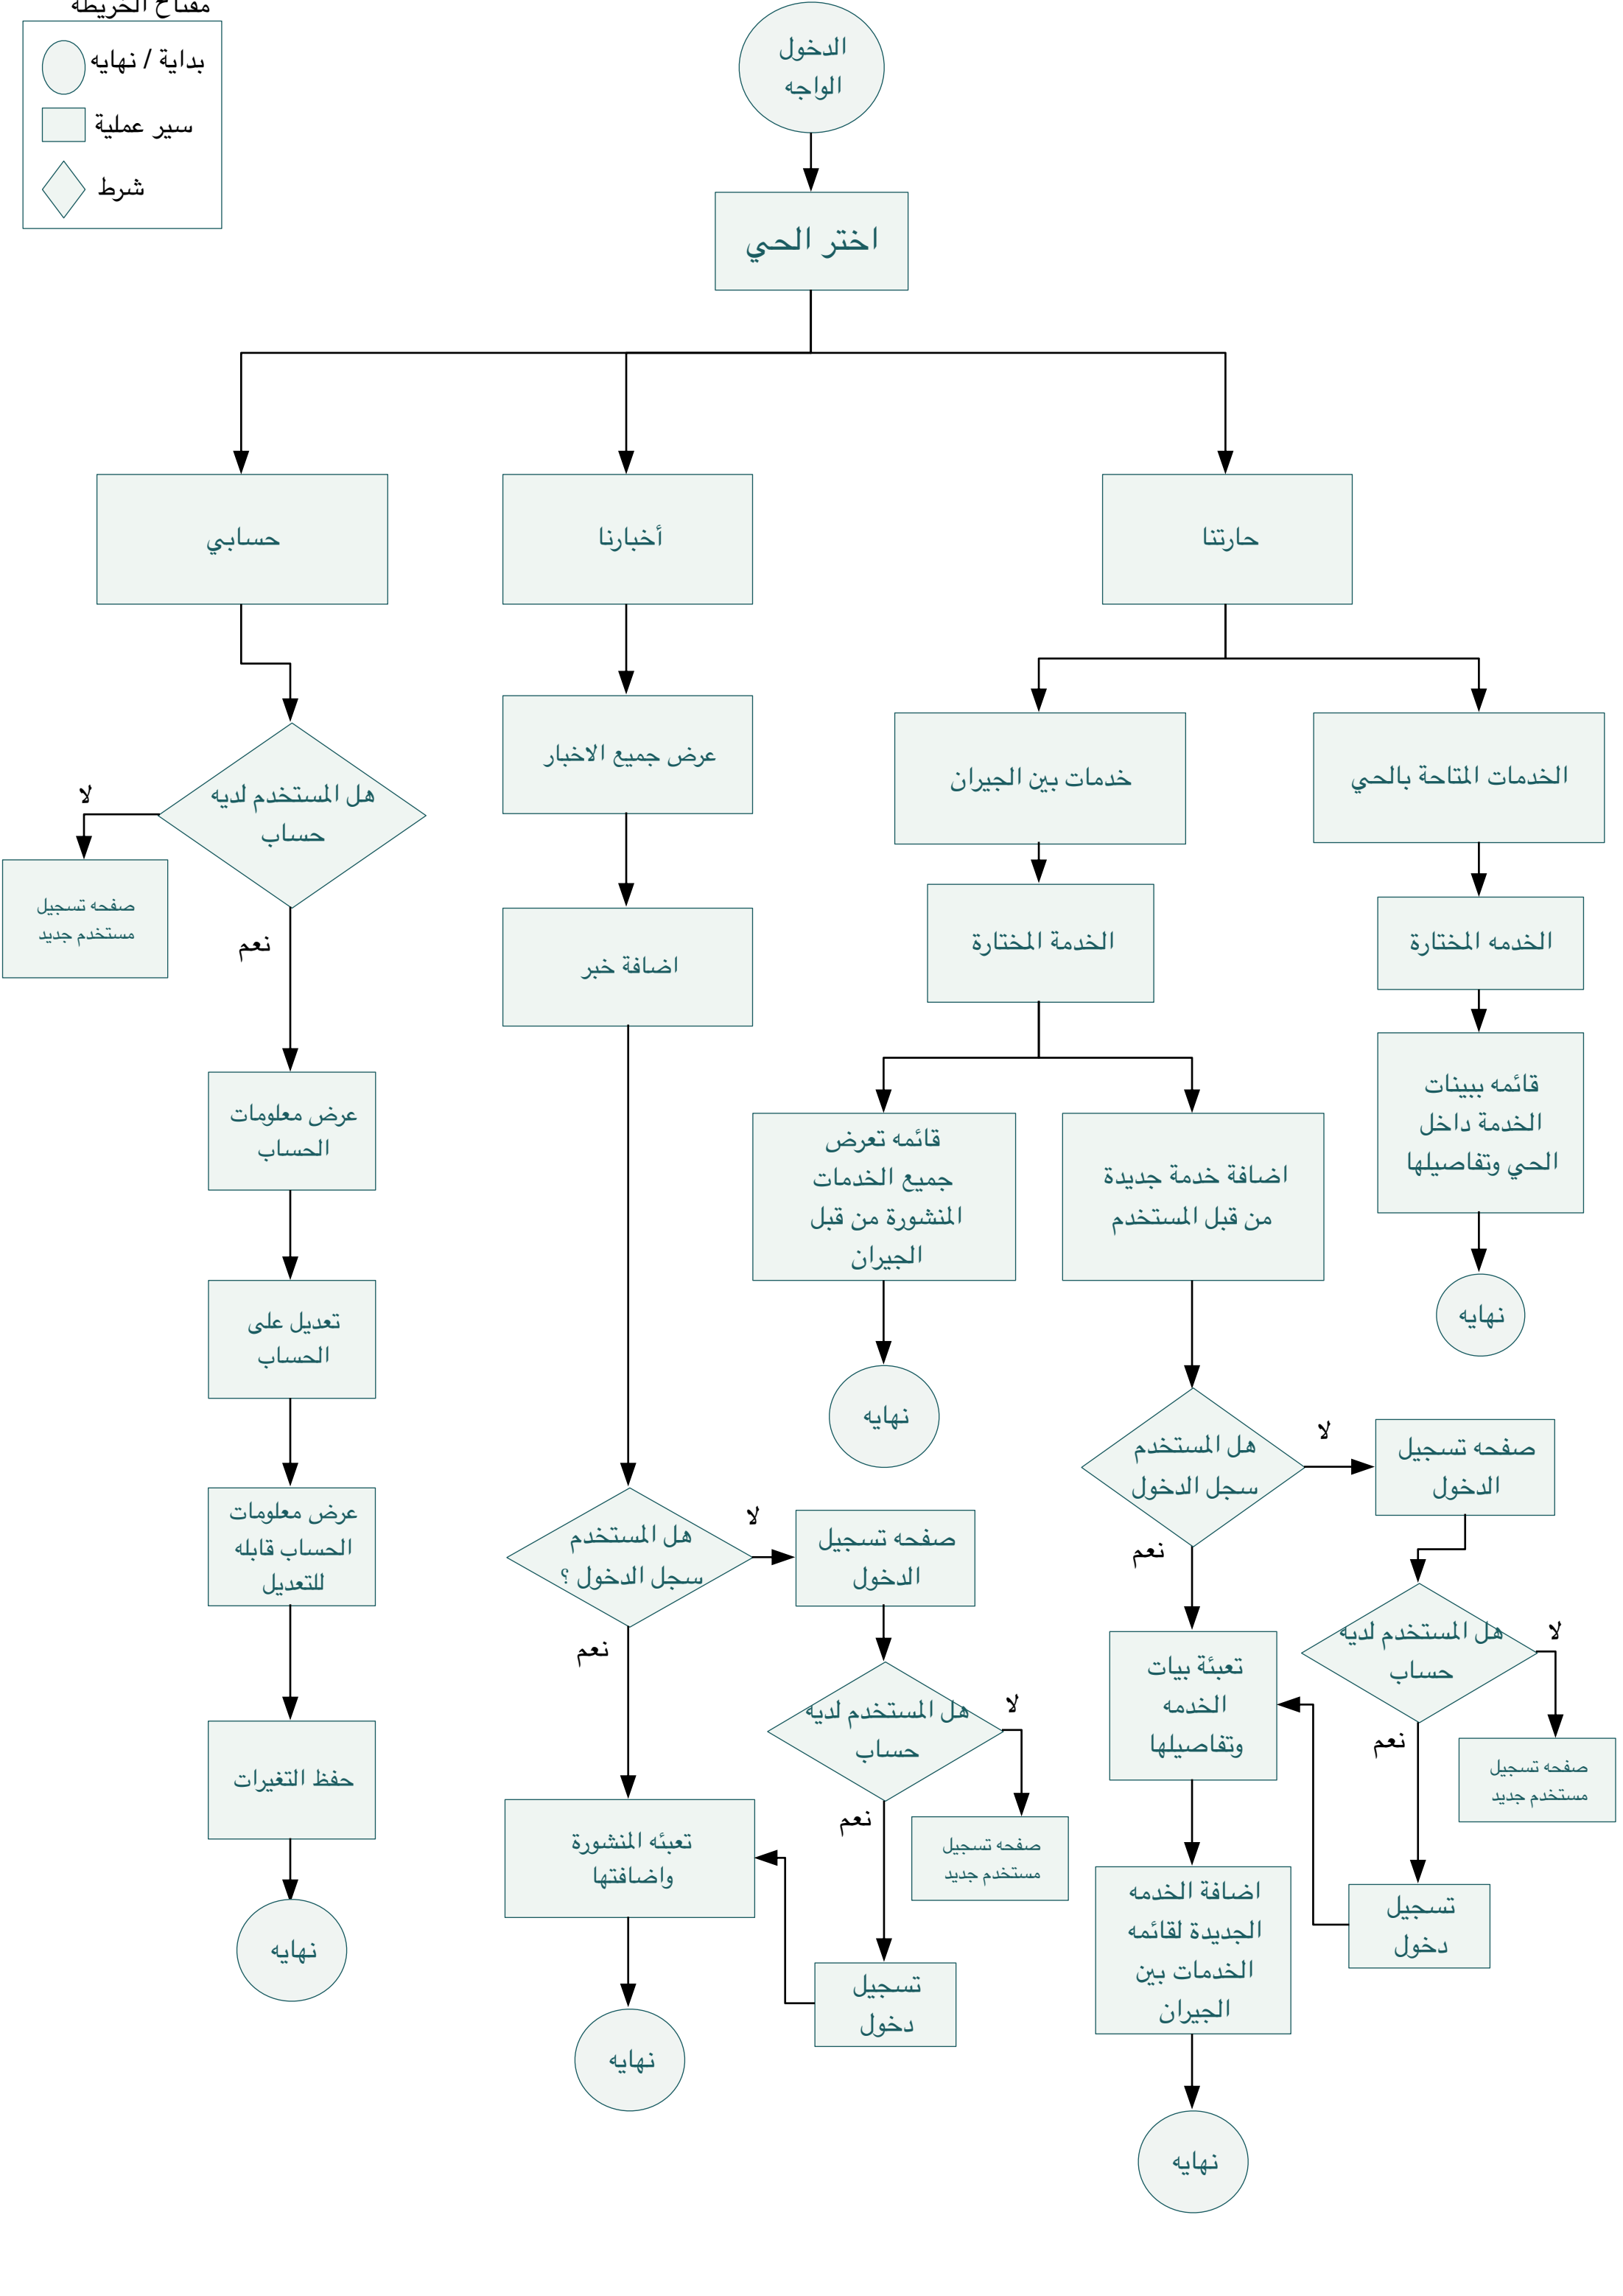 مفتاح الخريطة
بداية / نهايه
سير عملية
شرط
الدخول
الواجه
اختر الحي
حارتنا
أخبارنا
حسابي
الخدمات المتاحة بالحي
الخدمه المختارة
قائمه ببينات
الخدمة داخل
الحي وتفاصيلها
نهايه
خدمات بين الجيران
الخدمة المختارة
اضافة خدمة جديدة
من قبل المستخدم
هل المستخدم
سجل الدخول
لا
صفحه تسجيل
الدخول
هل المستخدم لديه
حساب
لا
صفحه تسجيل
مستخدم جديد
نعم
تسجيل
دخول
نعم
تعبئة بيات
الخدمه
وتفاصيلها
اضافة الخدمه
الجديدة لقائمه
الخدمات بين
الجيران
نهايه
قائمه تعرض
جميع الخدمات
المنشورة من قبل
الجيران
نهايه
عرض جميع الاخبار
اضافة خبر
هل المستخدم
سجل الدخول ؟
لا
صفحه تسجيل
الدخول
هل المستخدم لديه
حساب
لا
صفحه تسجيل
مستخدم جديد
نعم
تسجيل
دخول
نعم
تعبئه المنشورة
واضافتها
نهايه
هل المستخدم لديه
حساب
لا
صفحه تسجيل
مستخدم جديد
نعم
عرض معلومات
الحساب
تعديل على
الحساب
عرض معلومات
الحساب قابله
للتعديل
حفظ التغيرات
نهايه